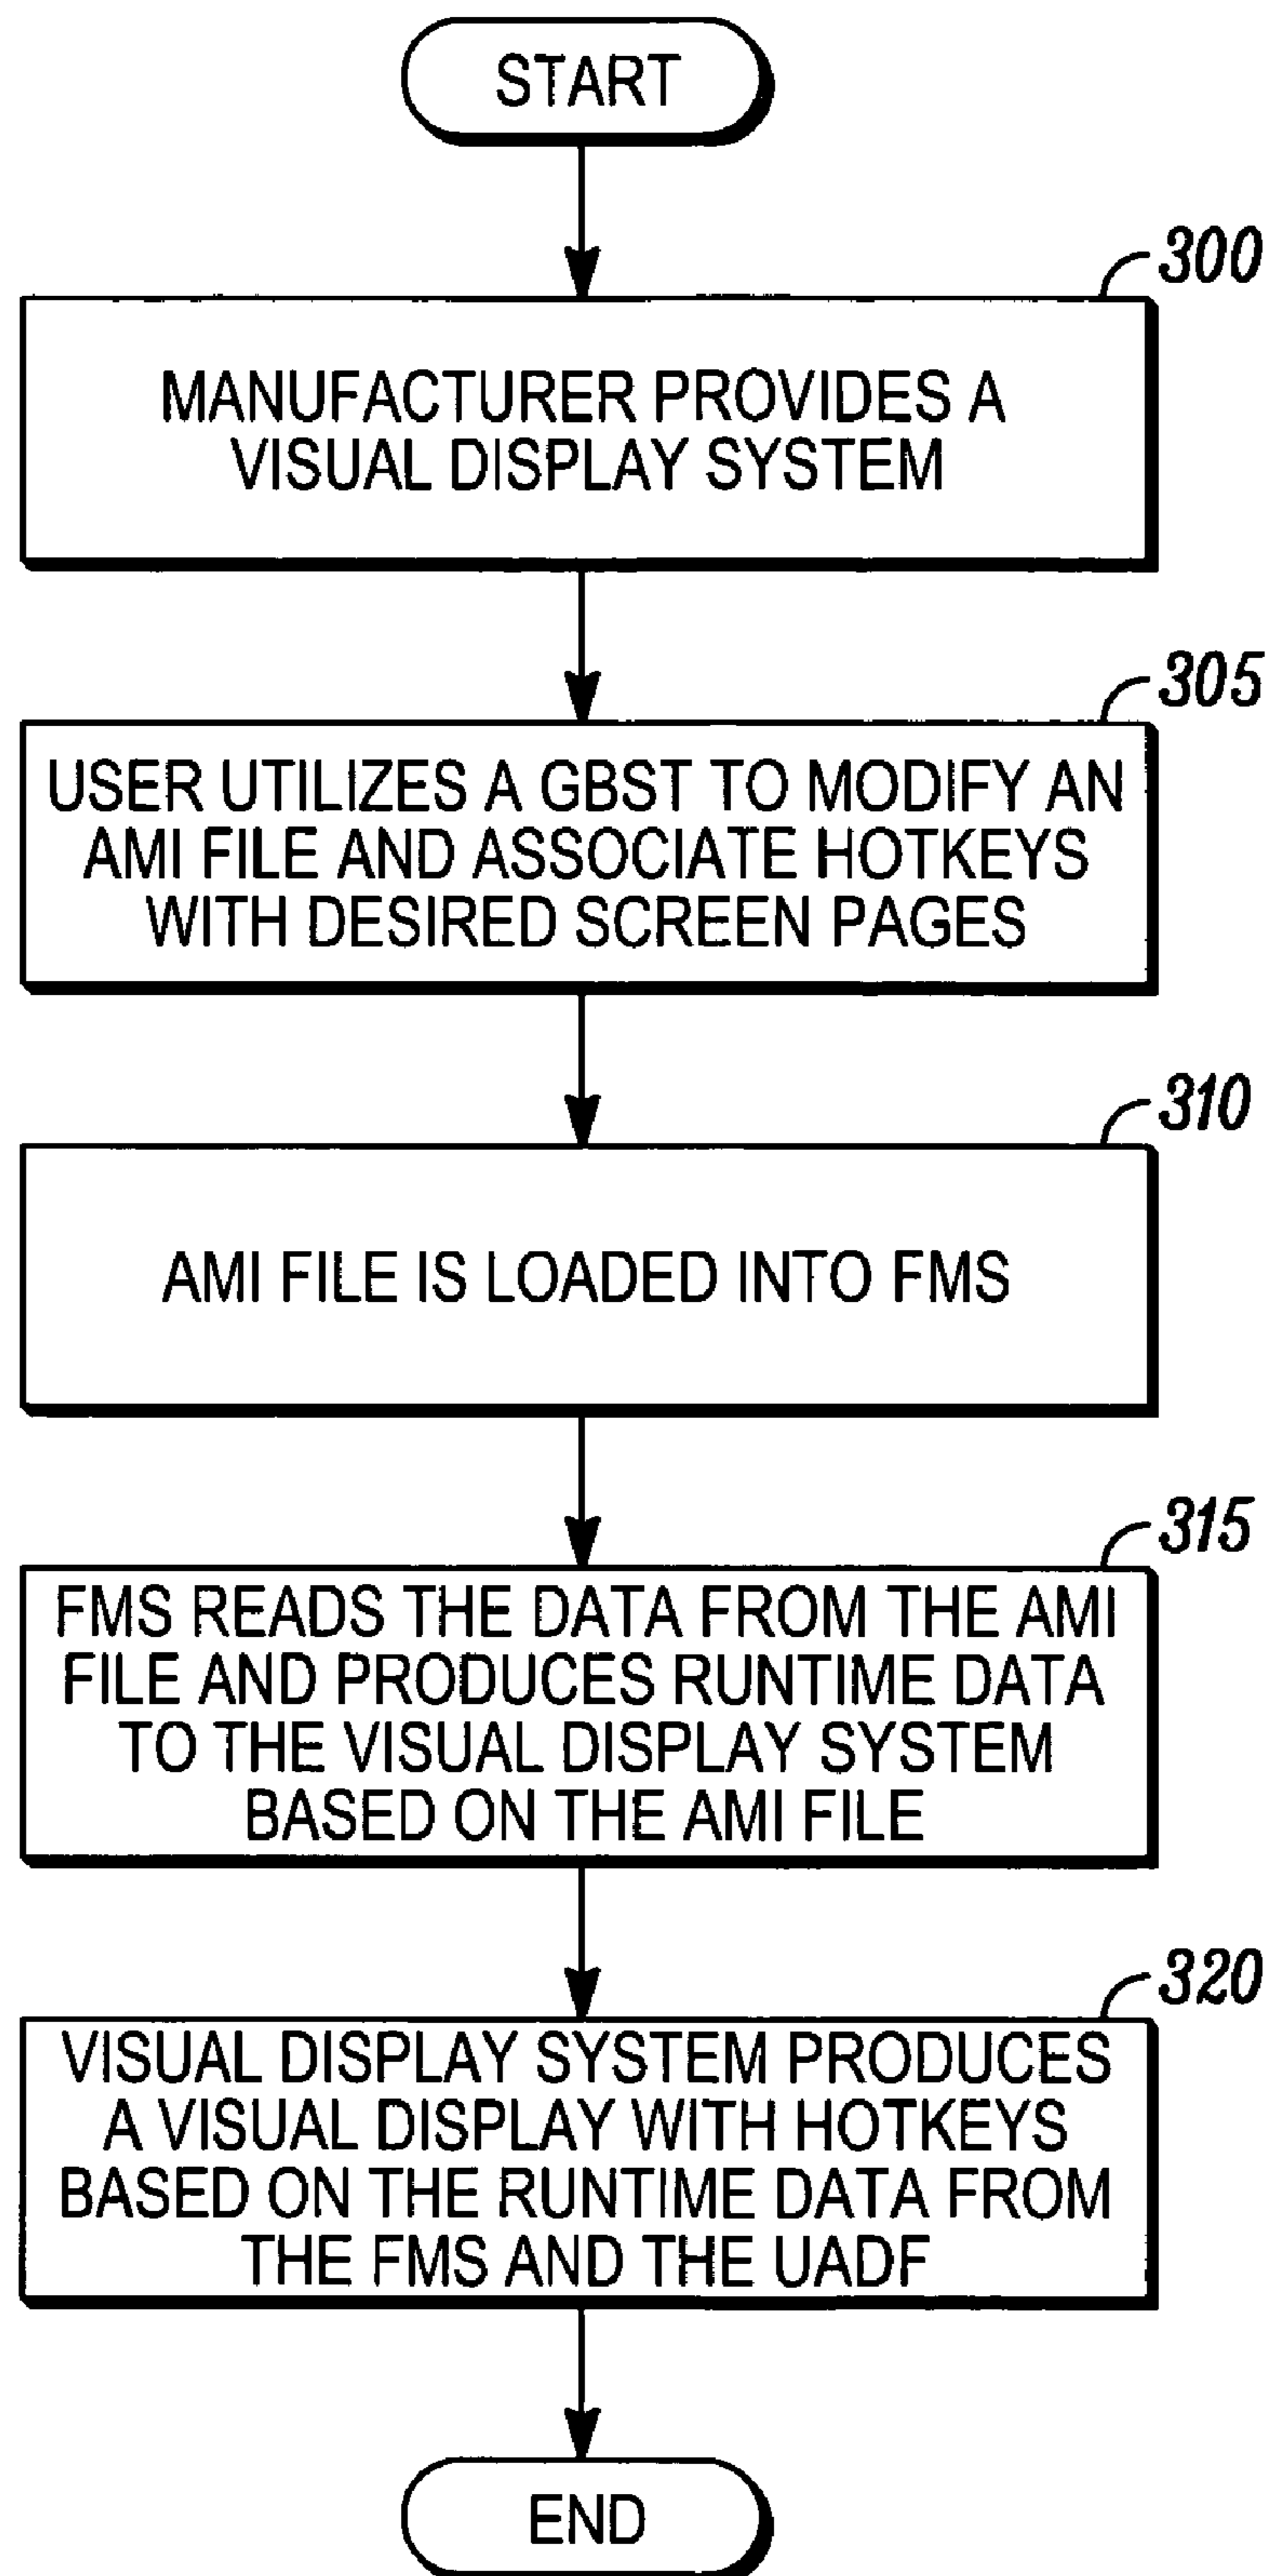 START
300
MANUFACTURER PROVIDES A
VISUAL DISPLAY SYSTEM
305
USER UTILIZES A GBST TO MODIFY AN
AMI FILE AND ASSOCIATE HOTKEYS
WITH DESIRED SCREEN PAGES
310
AMI FILE IS LOADED INTO FMS
315
FMS READS THE DATA FROM THE AMI
FILE AND PRODUCES RUNTIME DATA
TO THE VISUAL DISPLAY SYSTEM
BASED ON THE AMI FILE
320
VISUAL DISPLAY SYSTEM PRODUCES
A VISUAL DISPLAY WITH HOTKEYS
BASED ON THE RUNTIME DATA FROM
THE FMS AND THE UADF
END